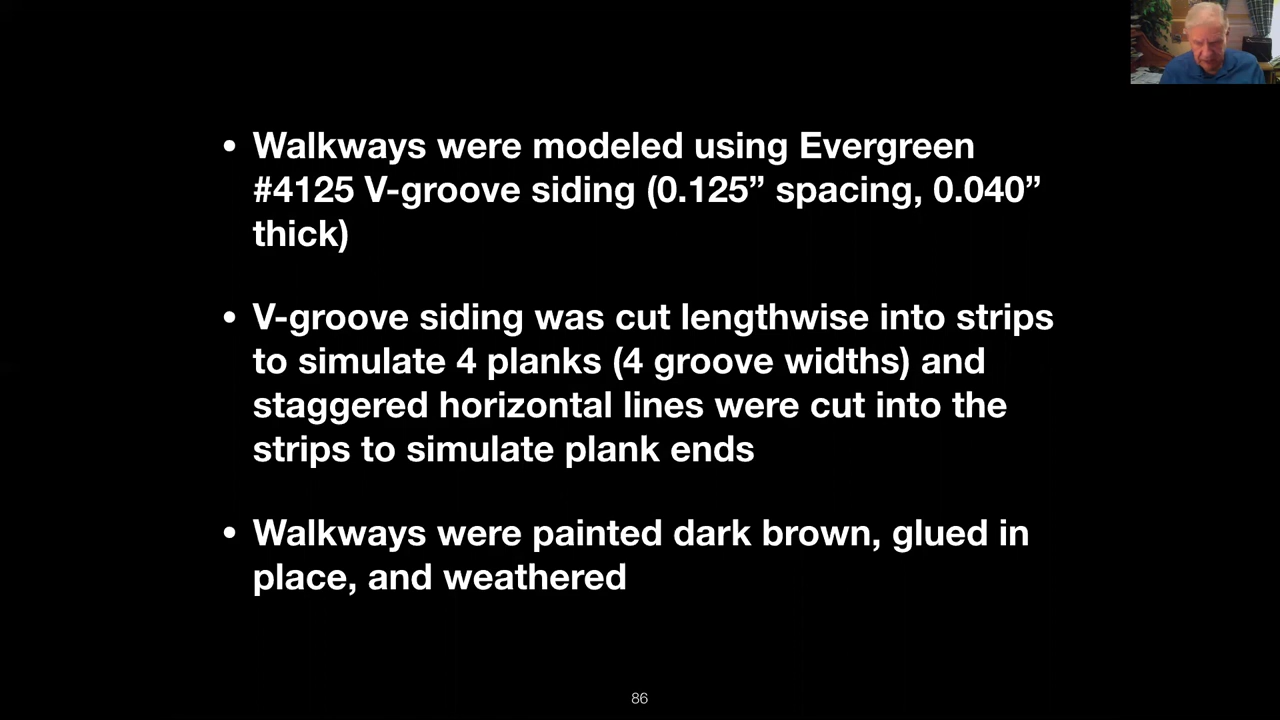 • Walkways were modeled using Evergreen
#4125 V-groove siding (0.125” spacing, 0.040”
thick)
• V-groove siding was cut lengthwise into strips
to simulate 4 planks (4 groove widths) and
staggered horizontal lines were cut into the
strips to simulate plank ends
• Walkways were painted dark brown, glued in
place, and weathered
86